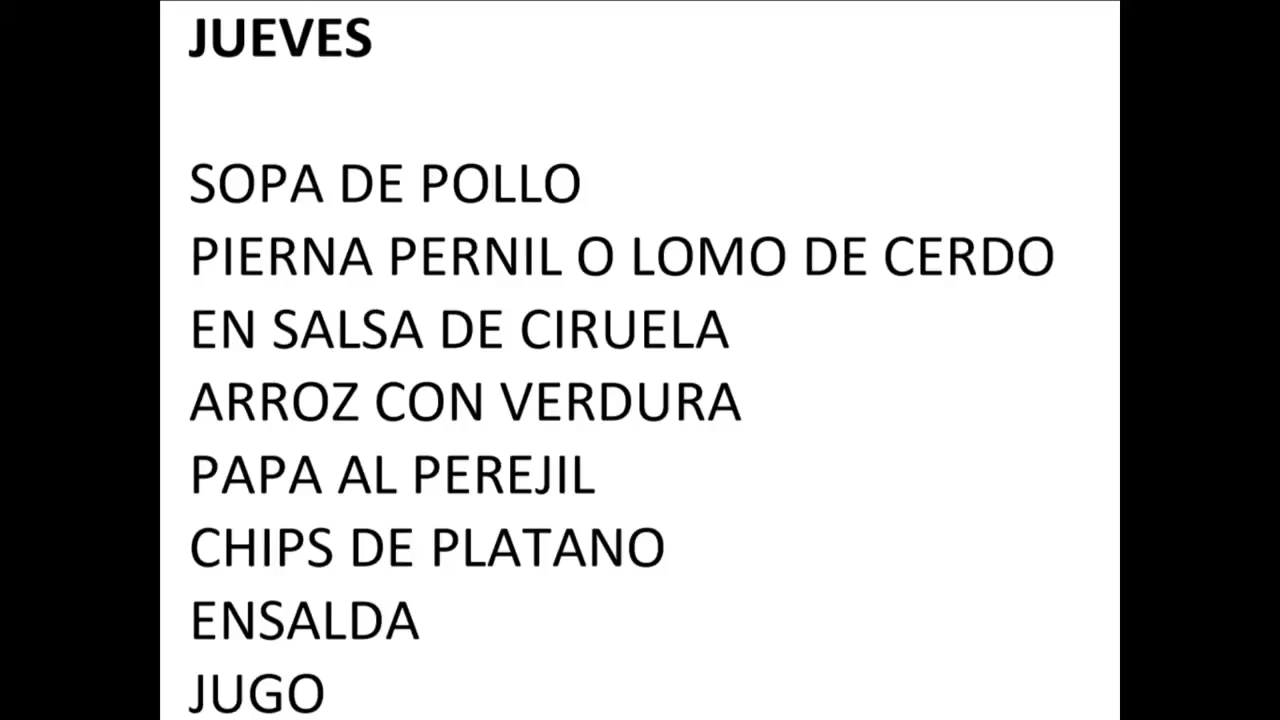 JUEVES
SOPA DE POLLO
PIERNA PERNIL O LOMO DE CERDO
EN SALSA DE CIRUELA
ARROZ CON VERDURA
PAPA AL PEREJIL
CHIPS DE PLATANO
ENSALDA
JUGO